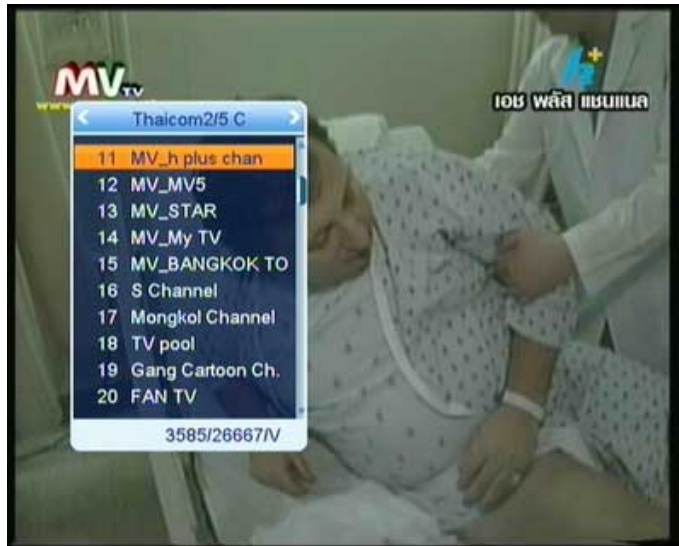 MV TV
h+
เอช พลัส แชนแนล
Thaicom2/5 C
11 MV_h plus chan
12 MV_MV5
13 MV_STAR
14 MV_My TV
15 MV_BANGKOK TO
16 S Channel
17 Mongkol Channel
18 TV pool
19 Gang Cartoon Ch.
20 FAN TV
3585/26667/V